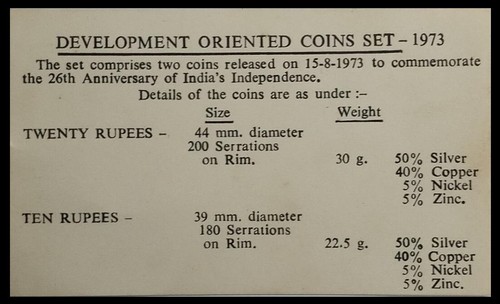 DEVELOPMENT ORIENTED COINS SET - 1973
The set comprises two coins released on 15-8-1973 to commemorate
the 26th Anniversary of India's Independence.
Details of the coins are as under :—
Size Weight
TWENTY RUPEES — 44 mm. diameter
200 Serrations
on Rim. 30 g. 50% Silver
40% Copper
5% Nickel
5% Zinc.
TEN RUPEES — 39 mm. diameter
180 Serrations
on Rim. 22.5 g. 50% Silver
40% Copper
5% Nickel
5% Zinc.